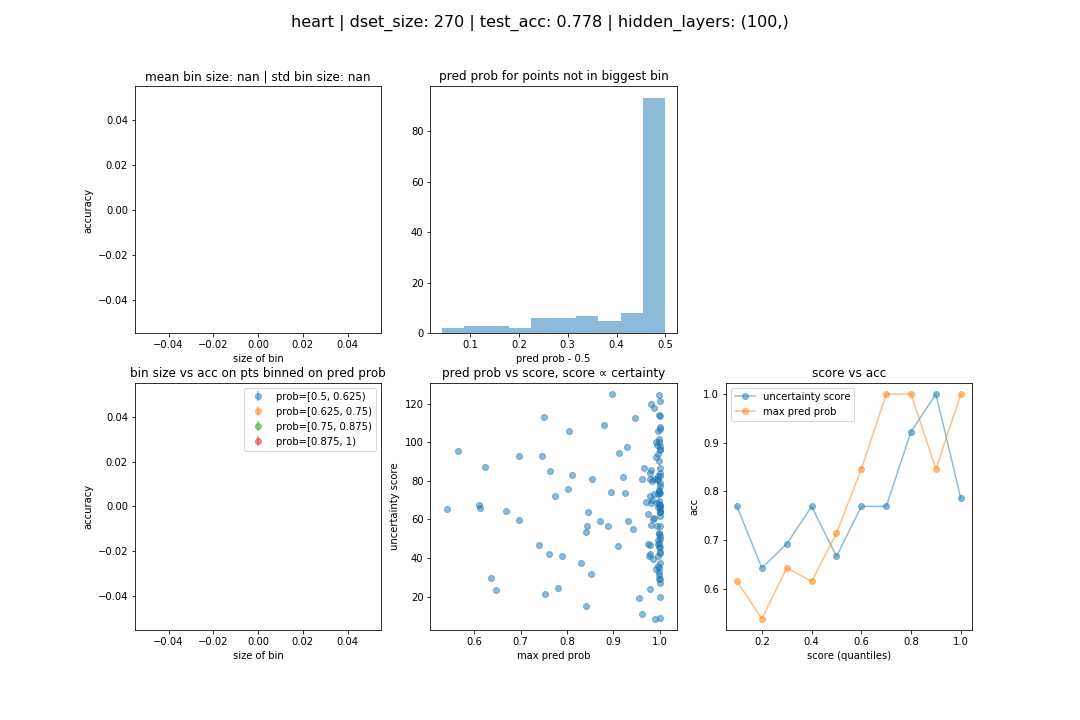 heart | dset_size: 270 | test_acc: 0.778 | hidden_layers: (100,)
mean bin size: nan | std bin size: nan
accuracy
0.04
0.02
0.00
−0.02
−0.04
−0.04
−0.02
0.00
0.02
0.04
size of bin
pred prob for points not in biggest bin
80
60
40
20
0
0.1
0.2
0.3
0.4
0.5
pred prob - 0.5
bin size vs acc on pts binned on pred prob
prob=[0.5, 0.625)
prob=[0.625, 0.75)
prob=[0.75, 0.875)
prob=[0.875, 1)
accuracy
0.04
0.02
0.00
−0.02
−0.04
−0.04
−0.02
0.00
0.02
0.04
size of bin
pred prob vs score, score ∝ certainty
uncertainty score
120
100
80
60
40
20
0.6
0.7
0.8
0.9
1.0
max pred prob
score vs acc
uncertainty score
max pred prob
acc
1.0
0.9
0.8
0.7
0.6
0.2
0.4
0.6
0.8
1.0
score (quantiles)